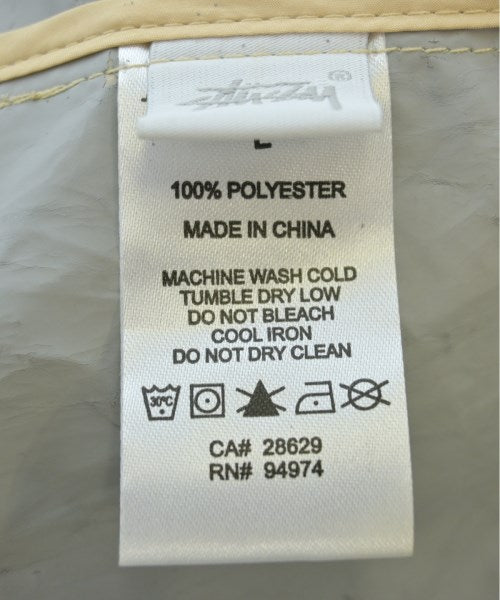 Stüssy ®
L
100% POLYESTER
MADE IN CHINA
MACHINE WASH COLD
TUMBLE DRY LOW
DO NOT BLEACH
COOL IRON
DO NOT DRY CLEAN
30°C
CA# 28629
RN# 94974